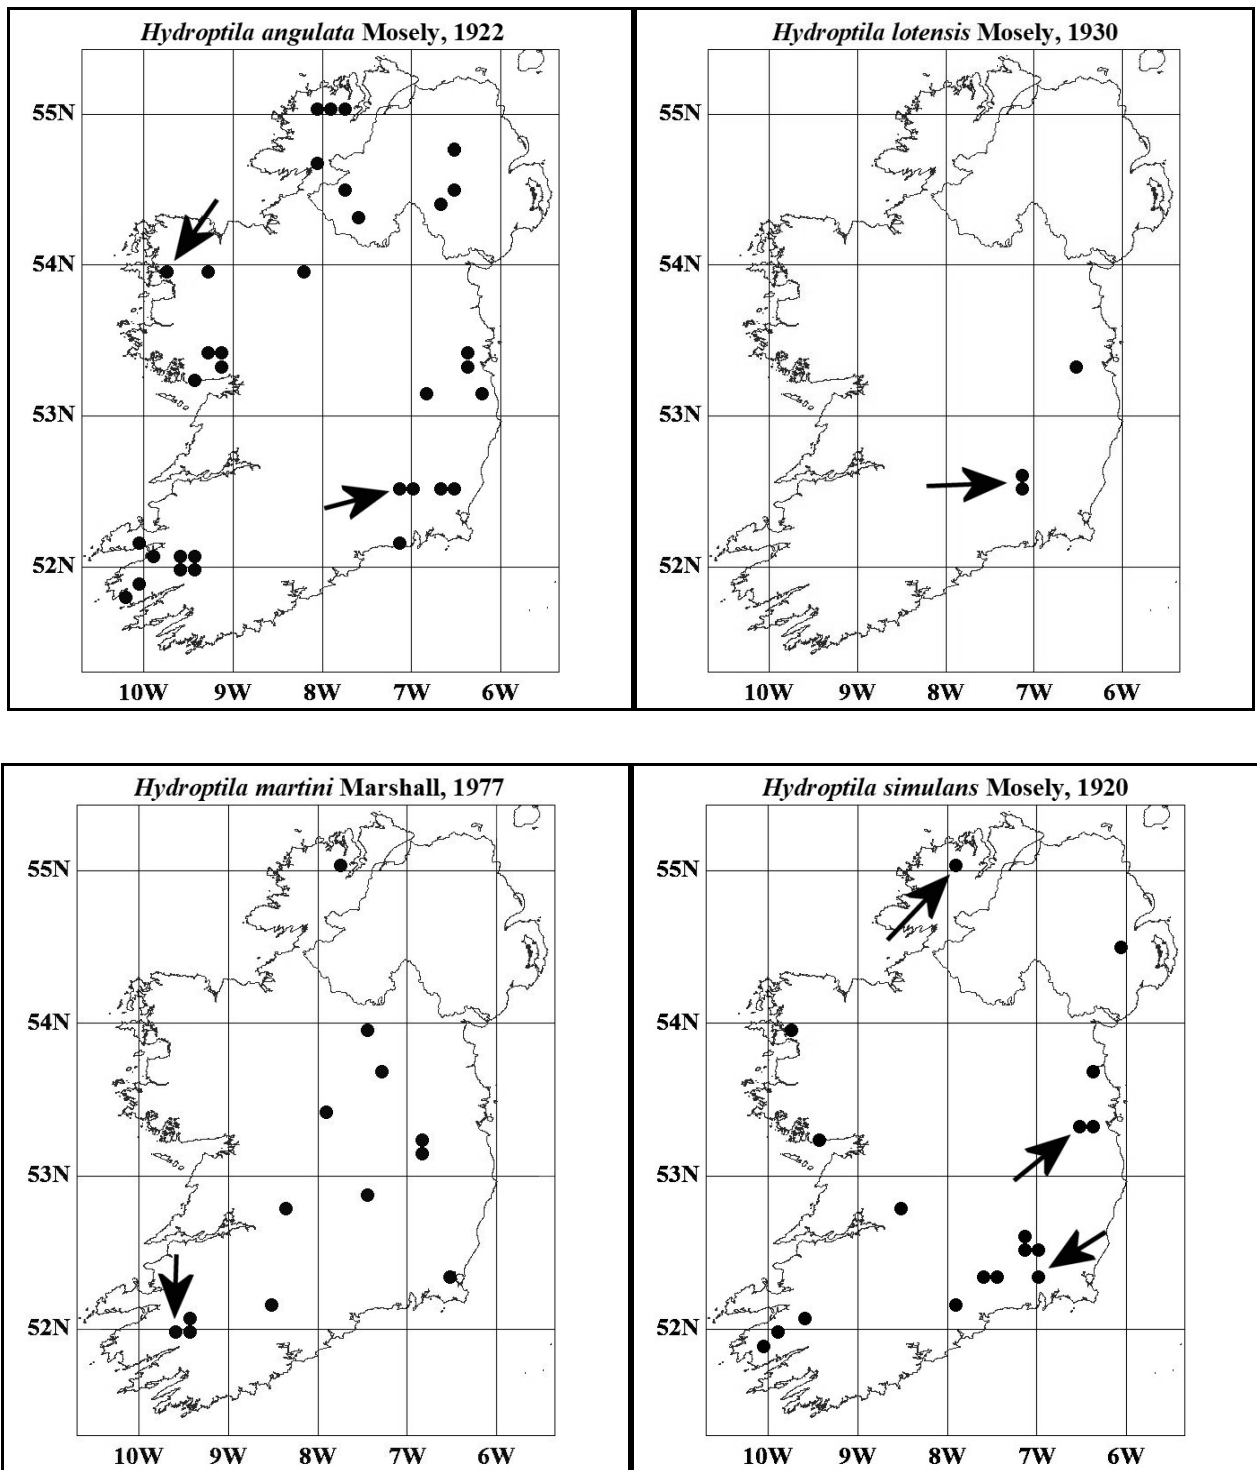 Hydroptila angulata Mosely, 1922
55N
54N
53N
52N
10W 9W 8W 7W 6W
Hydroptila lotensis Mosely, 1930
55N
54N
53N
52N
10W 9W 8W 7W 6W
Hydroptila martini Marshall, 1977
55N
54N
53N
52N
10W 9W 8W 7W 6W
Hydroptila simulans Mosely, 1920
55N
54N
53N
52N
10W 9W 8W 7W 6W